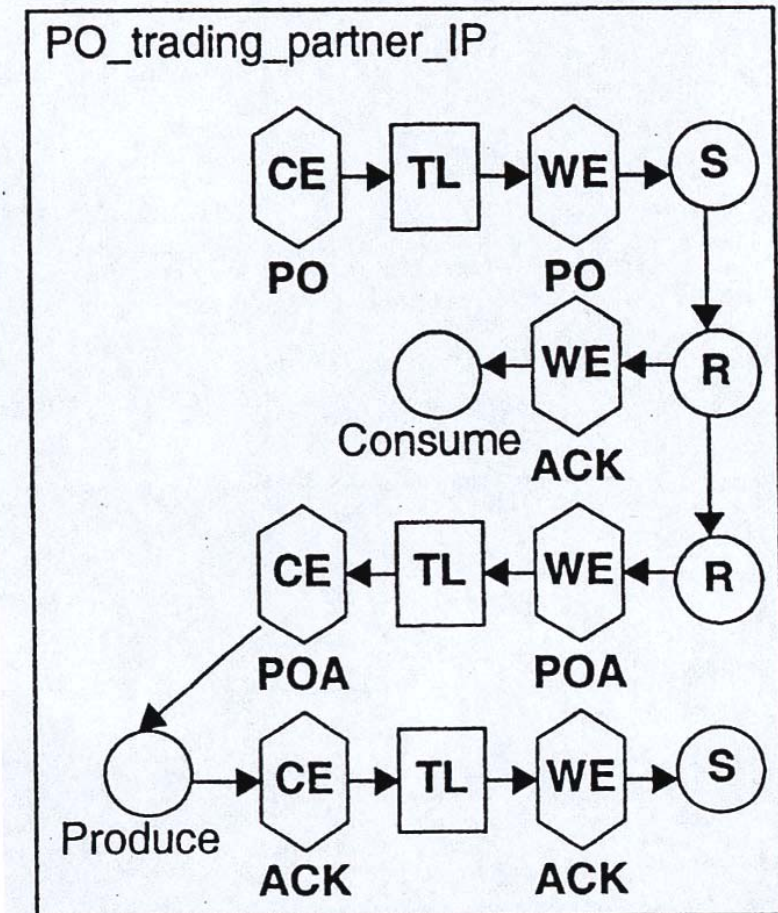 PO_trading_partner_IP
CE TL WE S
PO PO
WE R
Consume ACK
CE TL WE R
POA POA
CE TL WE S
Produce
ACK ACK